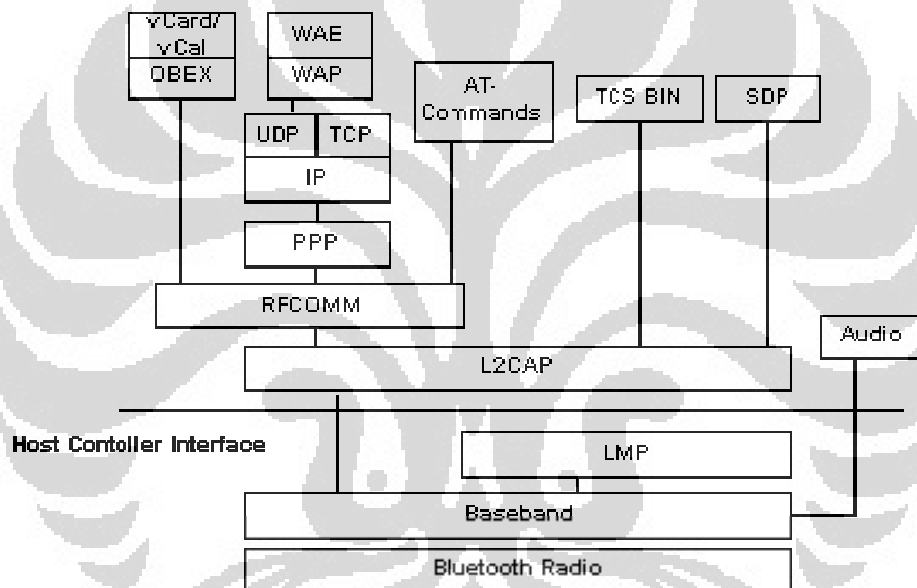 vCard/
vCal
OBEX
WAE
WAP
UDP
TCP
IP
PPP
AT-
Commands
TCS BIN
SDP
RFCOMM
Audio
L2CAP
Host Contoller Interface
LMP
Baseband
Bluetooth Radio